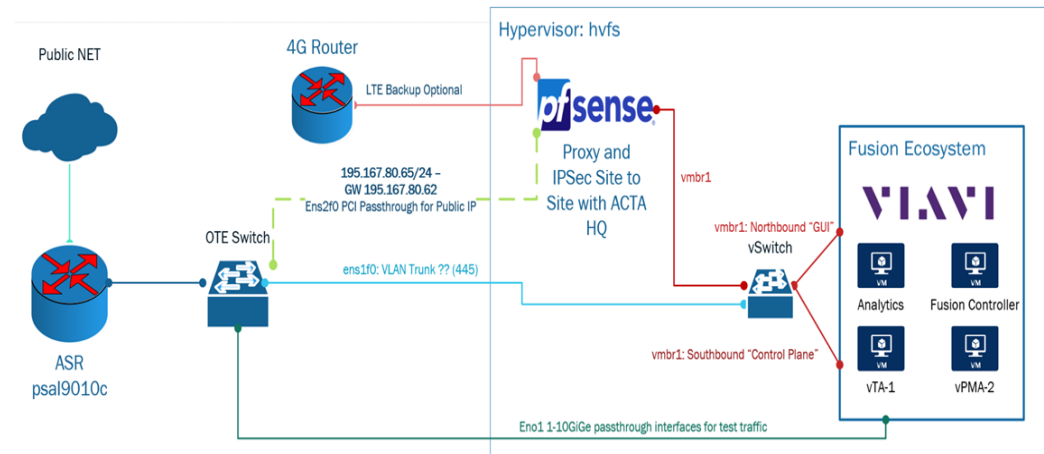 Hypervisor: hvfs
Public NET
4G Router
LTE Backup Optional
pfsense
Proxy and
IPSec Site to
Site with ACTA
HQ
195.167.80.65/24 –
GW 195.167.80.62
Ens2f0 PCI Passthrough for Public IP
vmbr1
Fusion Ecosystem
VIAVI
OTE Switch
vmbr1: Northbound “GUI”
vSwitch
ens1f0: VLAN Trunk ?? (445)
VM
VM
Analytics
Fusion Controller
vmbr1: Southbound “Control Plane”
VM
VM
vTA-1
vPMA-2
ASR
psal9010c
Eno1 1-10GiGe passthrough interfaces for test traffic